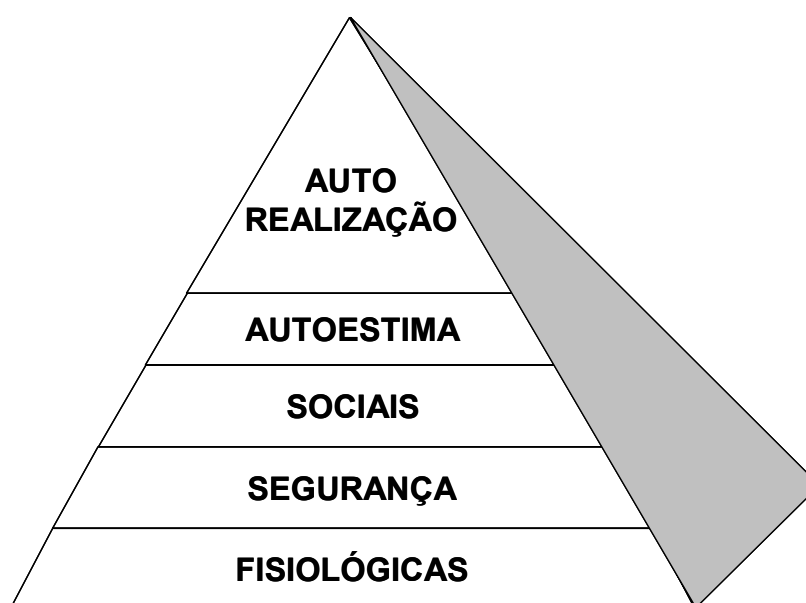 AUTO
REALIZAÇÃO
AUTOESTIMA
SOCIAIS
SEGURANÇA
FISIOLÓGICAS